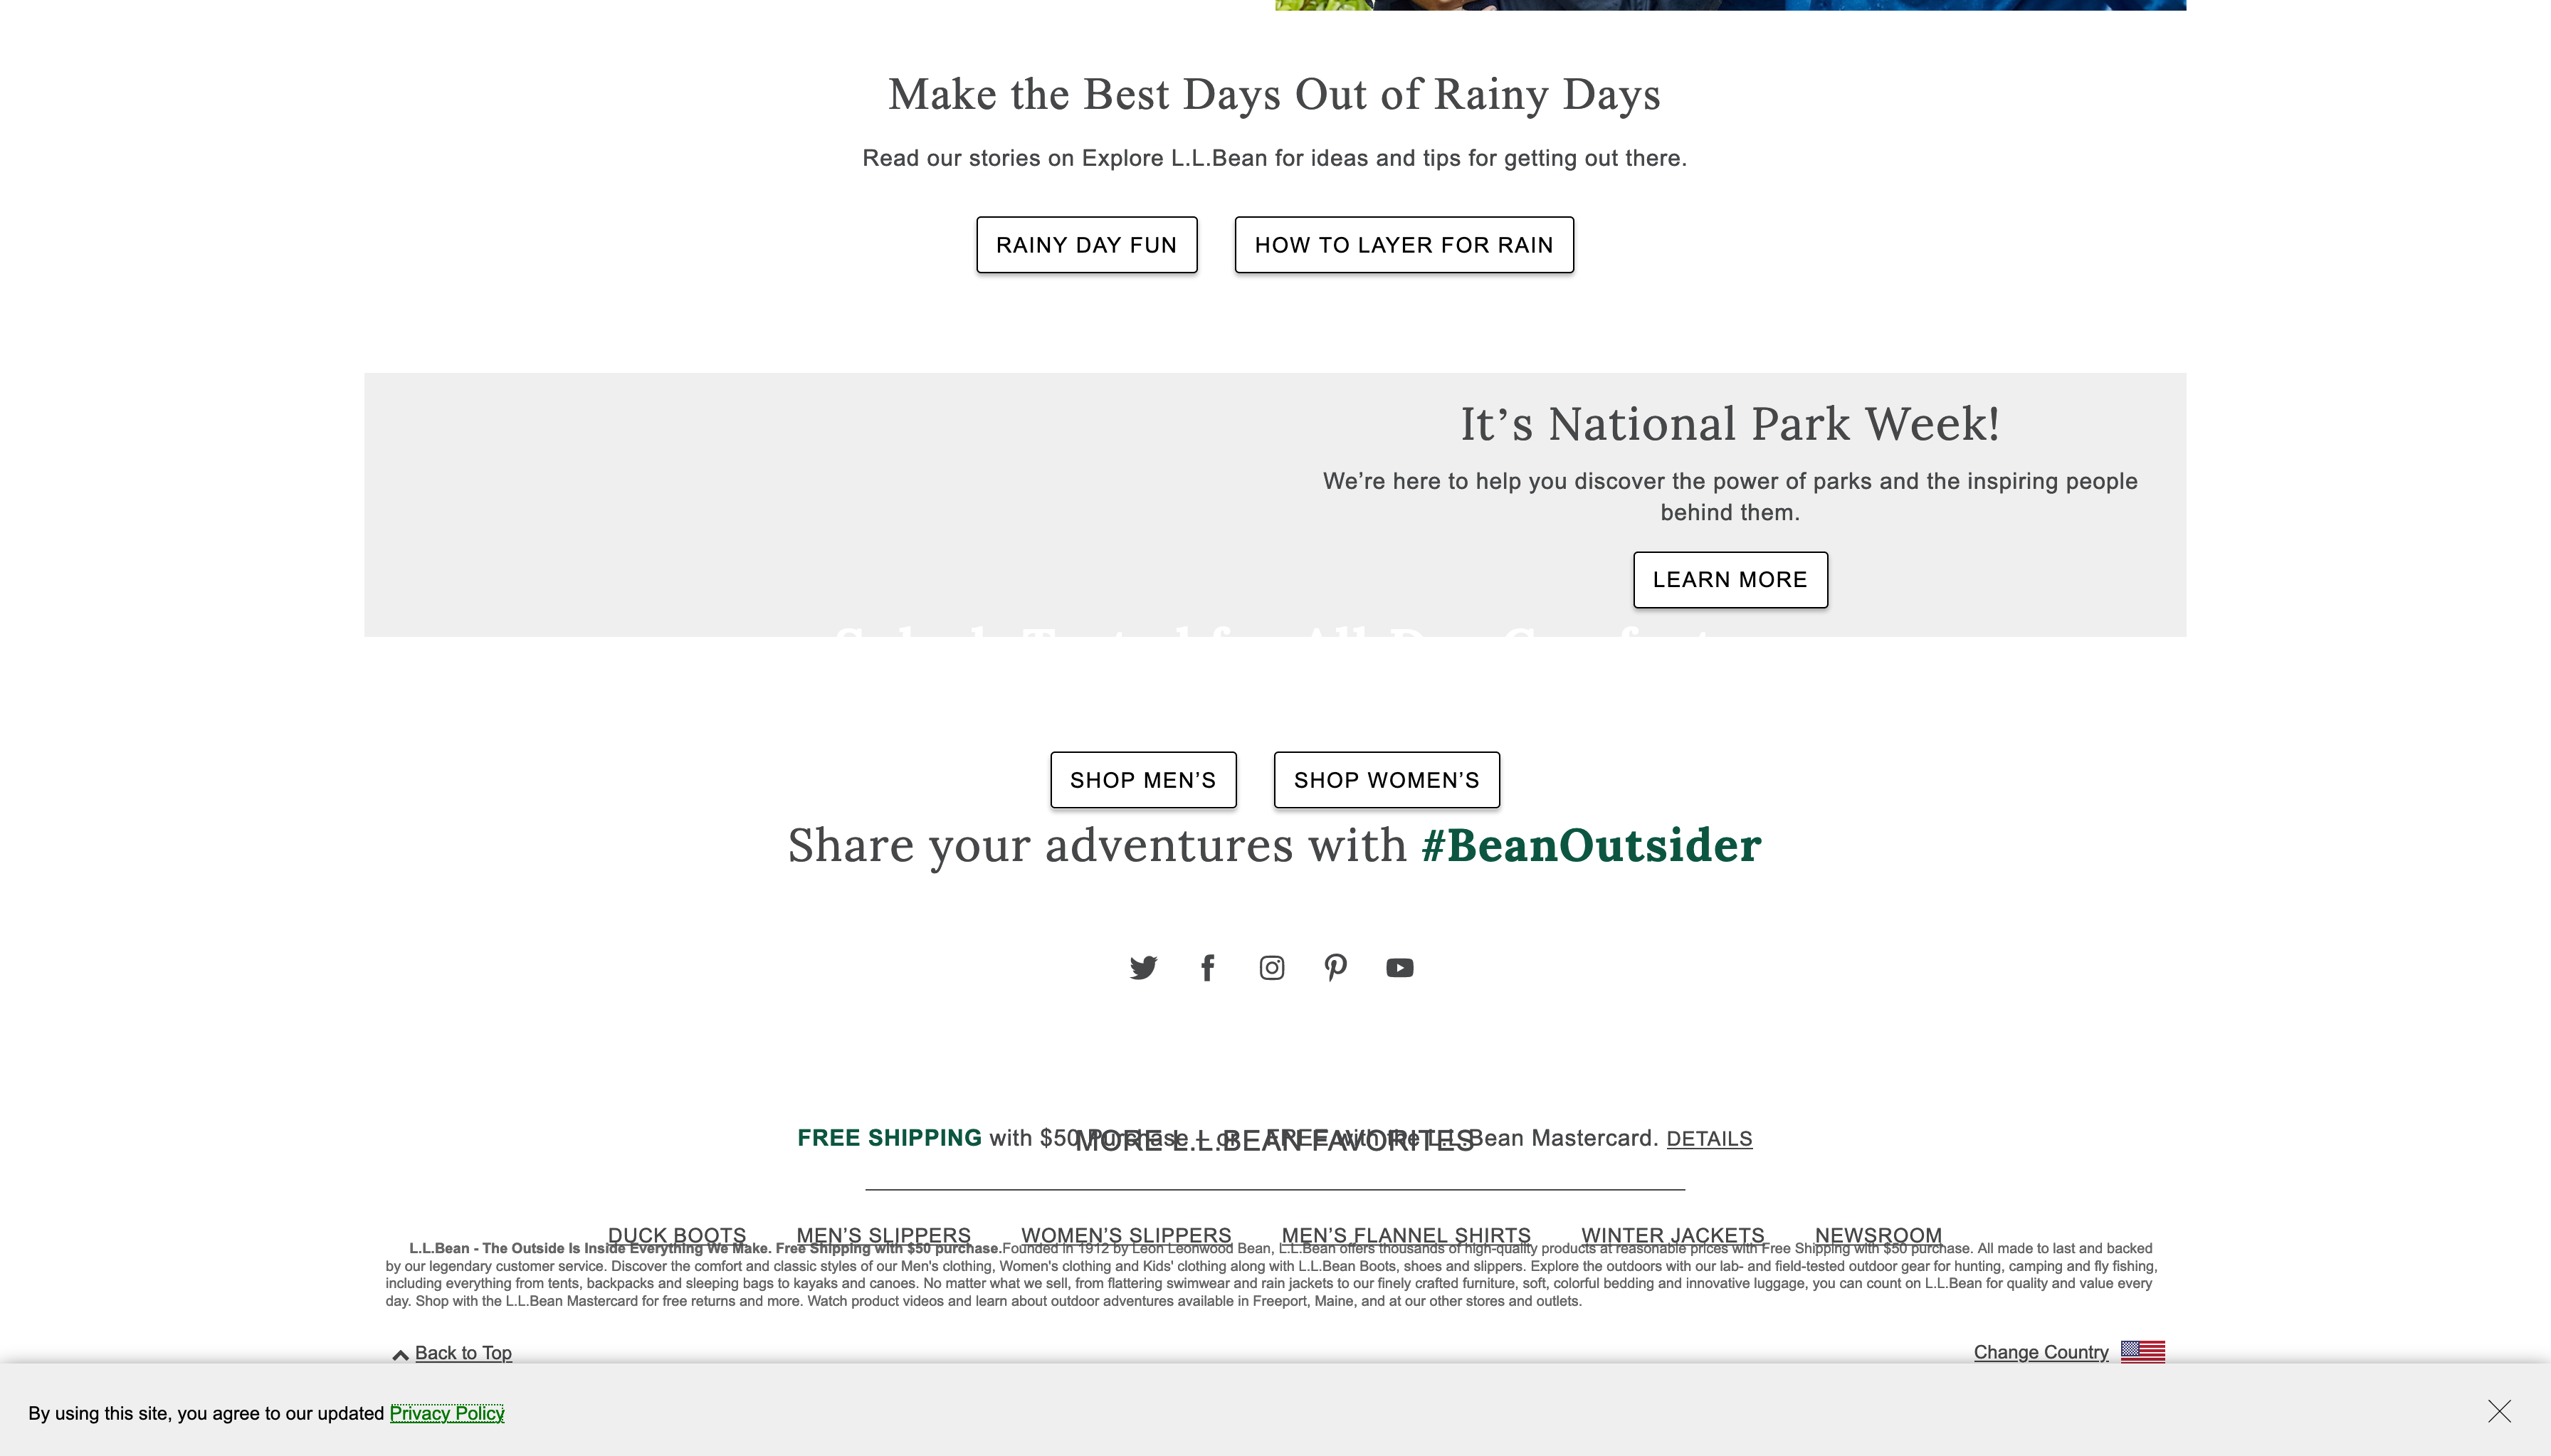 Make the Best Days Out of Rainy Days
Read our stories on Explore L.L.Bean for ideas and tips for getting out there.
RAINY DAY FUN
HOW TO LAYER FOR RAIN
It’s National Park Week!
We’re here to help you discover the power of parks and the inspiring people
behind them.
LEARN MORE
SHOP MEN’S
SHOP WOMEN’S
Share your adventures with #BeanOutsider
FREE SHIPPING with $50 Purchase – or – FREE with the L.L.Bean Mastercard. DETAILS
MORE L.L.BEAN FAVORITES
DUCK BOOTS
MEN’S SLIPPERS
WOMEN’S SLIPPERS
MEN’S FLANNEL SHIRTS
WINTER JACKETS
NEWSROOM
L.L.Bean - The Outside Is Inside Everything We Make. Free Shipping with $50 purchase.Founded in 1912 by Leon Leonwood Bean, L.L.Bean offers thousands of high-quality products at reasonable prices with Free Shipping with $50 purchase. All made to last and backed
by our legendary customer service. Discover the comfort and classic styles of our Men's clothing, Women's clothing and Kids' clothing along with L.L.Bean Boots, shoes and slippers. Explore the outdoors with our lab- and field-tested outdoor gear for hunting, camping and fly fishing,
including everything from tents, backpacks and sleeping bags to kayaks and canoes. No matter what we sell, from flattering swimwear and rain jackets to our finely crafted furniture, soft, colorful bedding and innovative luggage, you can count on L.L.Bean for quality and value every
day. Shop with the L.L.Bean Mastercard for free returns and more. Watch product videos and learn about outdoor adventures available in Freeport, Maine, and at our other stores and outlets.
Back to Top
Change Country
By using this site, you agree to our updated Privacy Policy